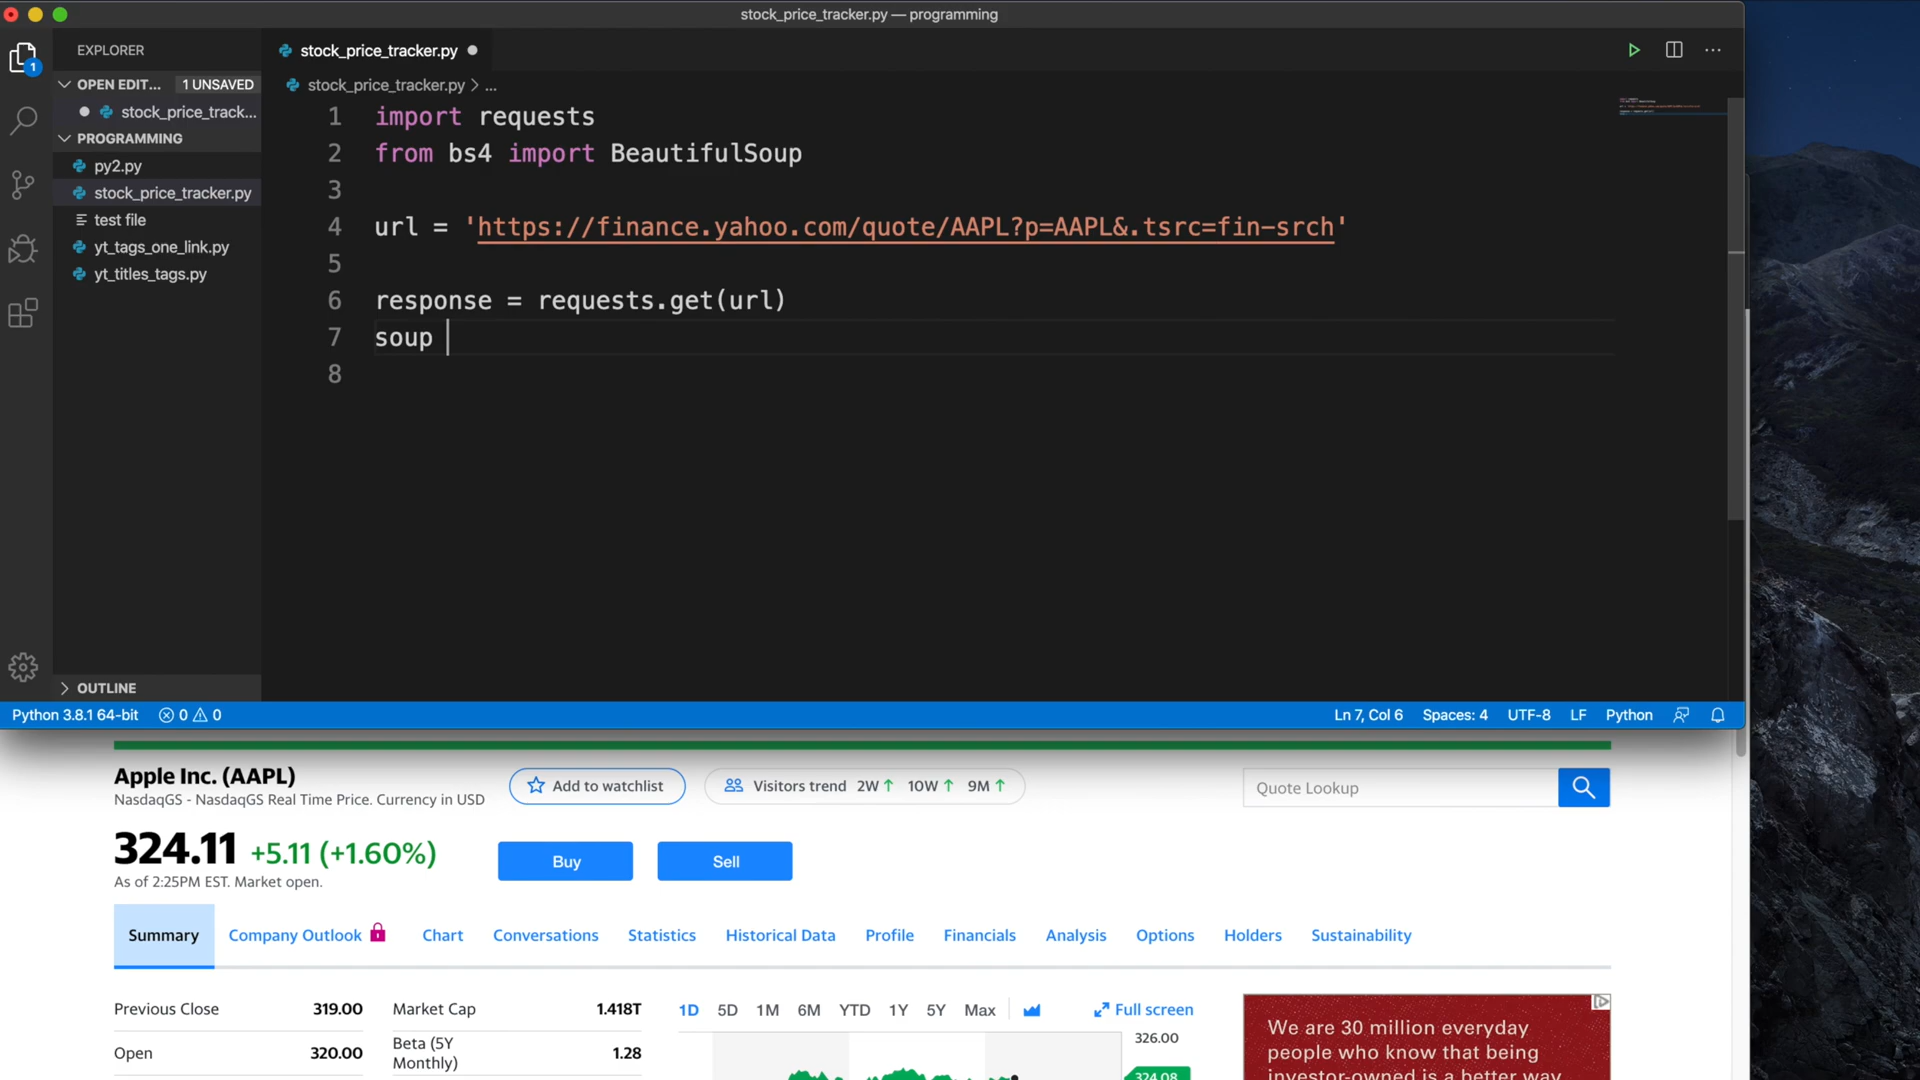 stock_price_tracker.py — programming
EXPLORER
stock_price_tracker.py
1
OPEN EDIT... 1 UNSAVED
stock_price_track...
PROGRAMMING
py2.py
stock_price_tracker.py
test file
yt_tags_one_link.py
yt_titles_tags.py
OUTLINE
stock_price_tracker.py > ...
1 import requests
2 from bs4 import BeautifulSoup
3
4 url = 'https://finance.yahoo.com/quote/AAPL?p=AAPL&.tsrc=fin-srch'
5
6 response = requests.get(url)
7 soup
8
Python 3.8.1 64-bit 0 0 Ln 7, Col 6 Spaces: 4 UTF-8 LF Python
Apple Inc. (AAPL)
NasdaqGS - NasdaqGS Real Time Price. Currency in USD
Add to watchlist
Visitors trend 2W↑ 10W↑ 9M↑
Quote Lookup
324.11 +5.11 (+1.60%)
As of 2:25PM EST. Market open.
Buy
Sell
Summary Company Outlook Chart Conversations Statistics Historical Data Profile Financials Analysis Options Holders Sustainability
Previous Close 319.00
Open 320.00
Market Cap 1.418T
Beta (5Y Monthly) 1.28
1D 5D 1M 6M YTD 1Y 5Y Max Full screen
326.00
324.08
We are 30 million everyday
people who know that being
investor-owned is a better way